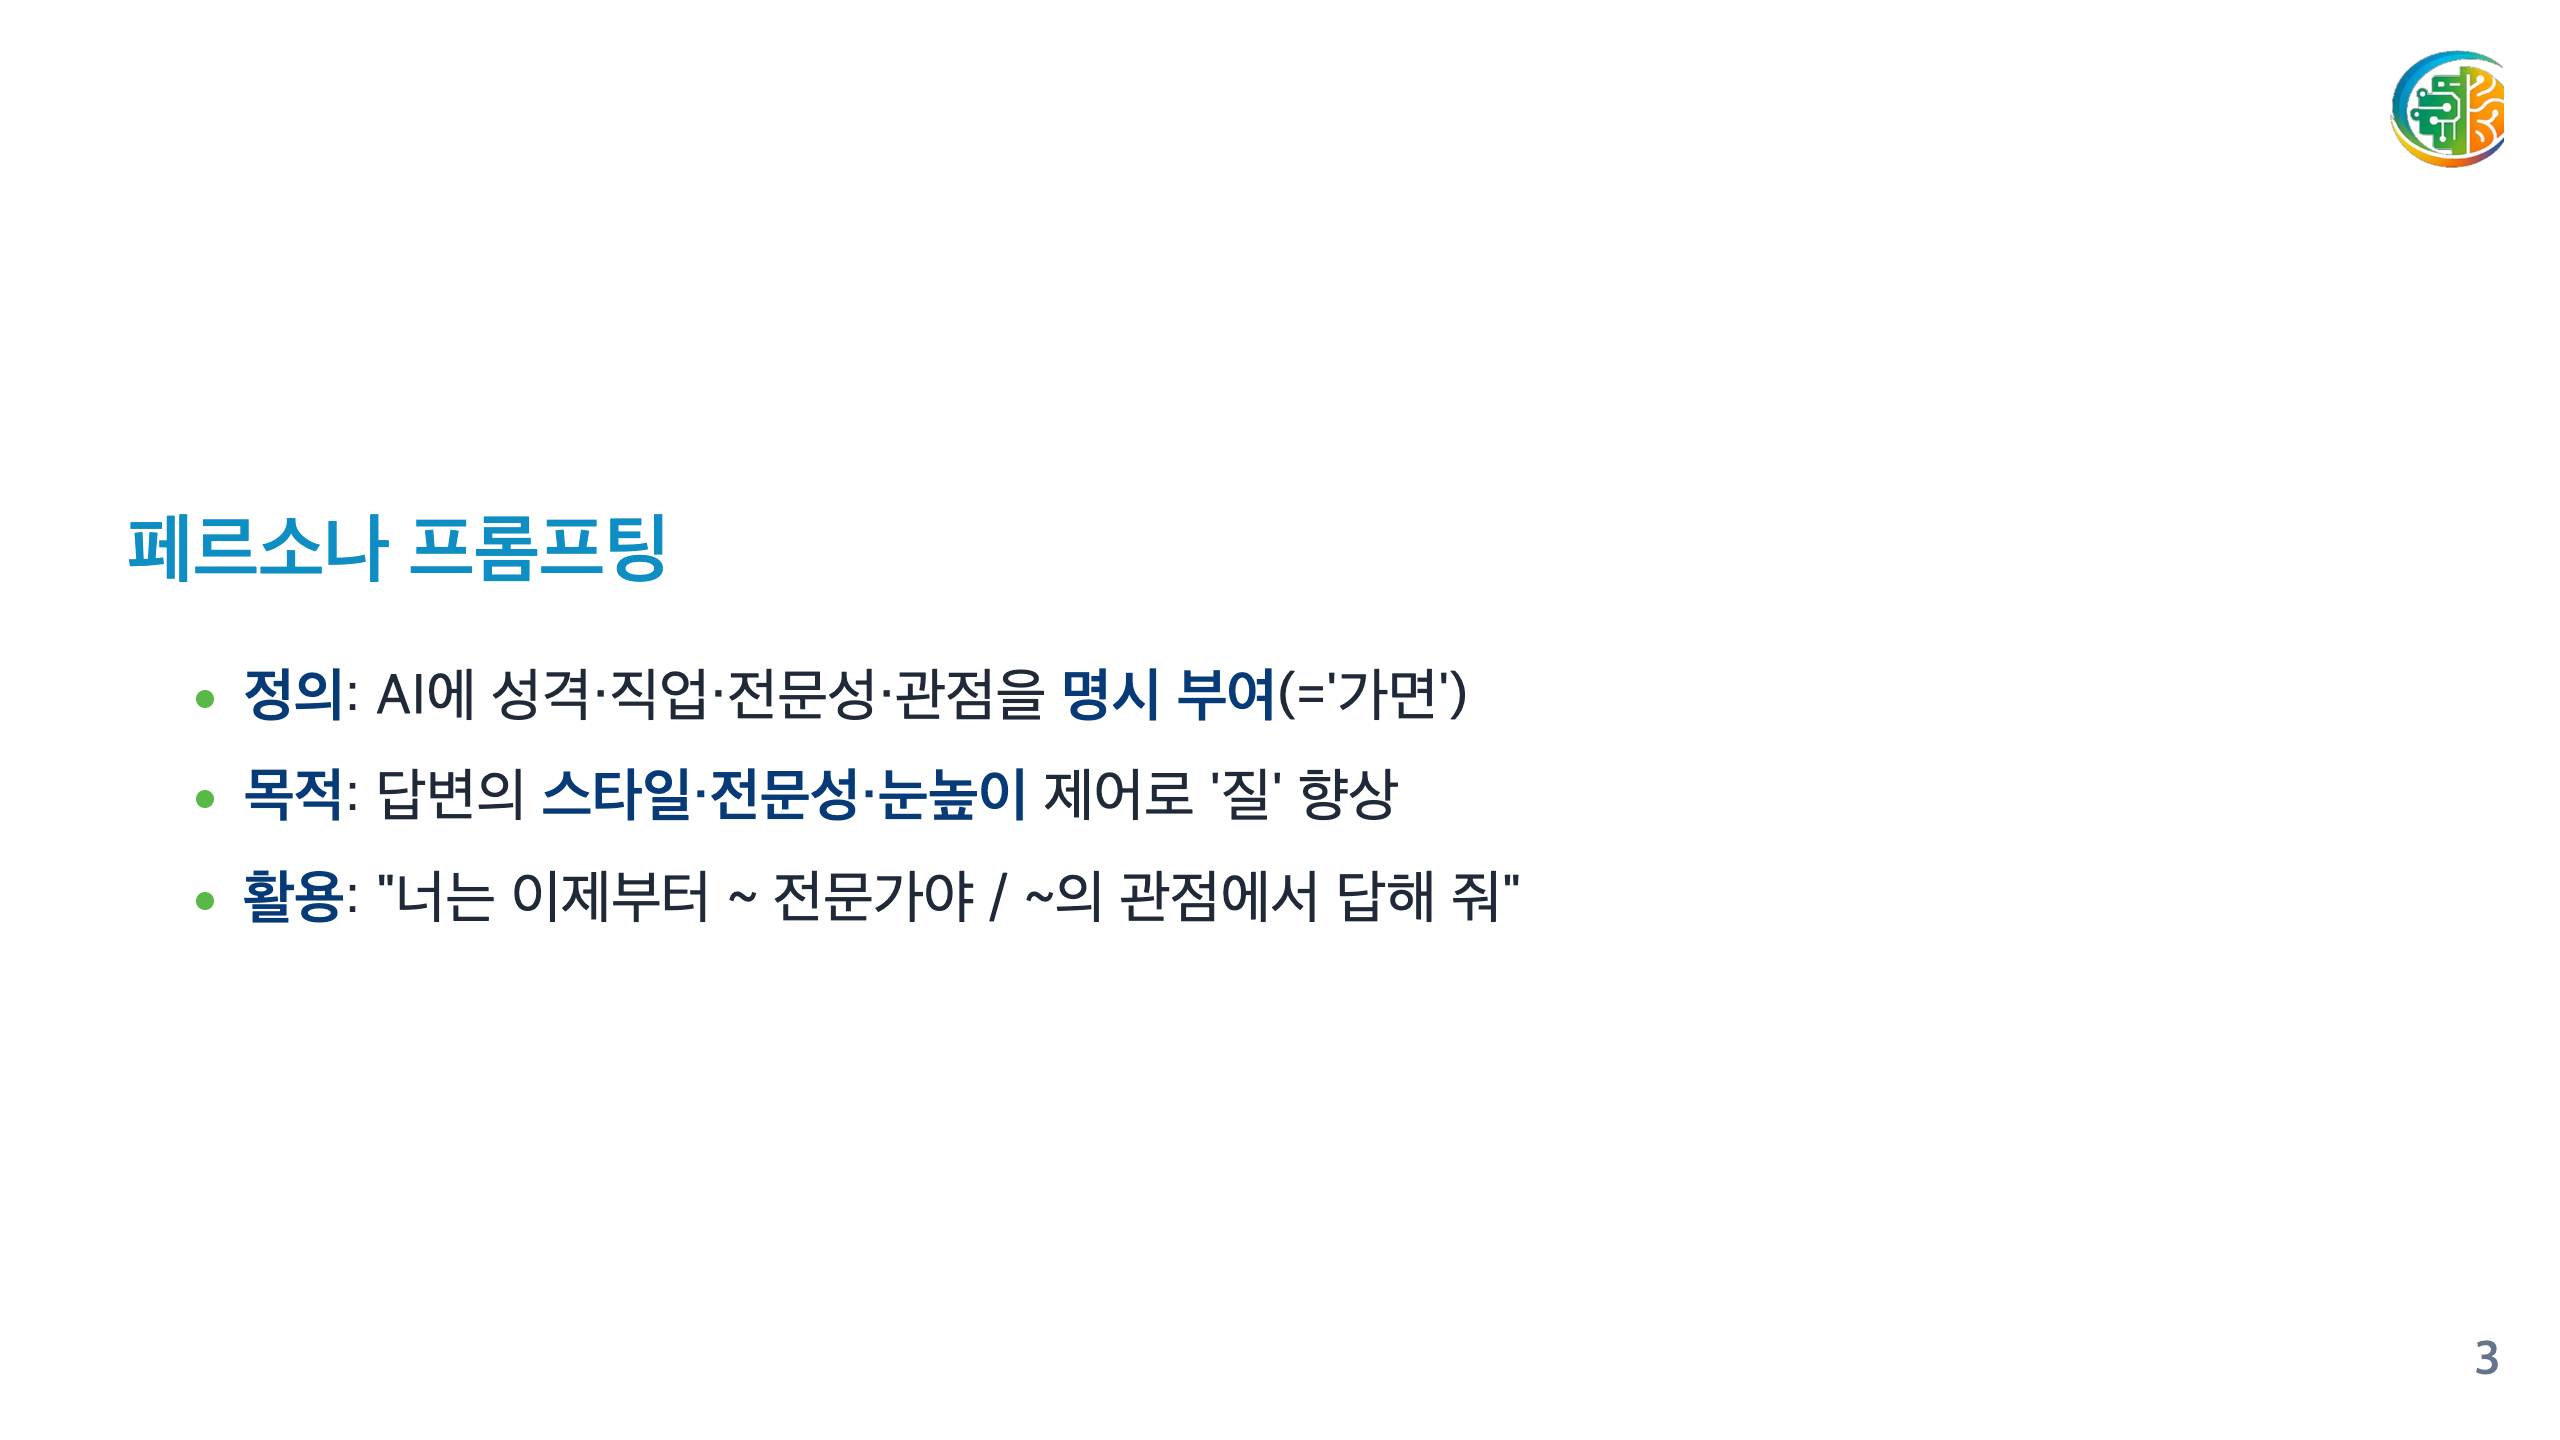 페르소나 프롬프팅
• 정의: AI에 성격·직업·전문성·관점을 명시 부여(='가면')
• 목적: 답변의 스타일·전문성·눈높이 제어로 '질' 향상
• 활용: "너는 이제부터 ~ 전문가야 / ~의 관점에서 답해 줘"
3